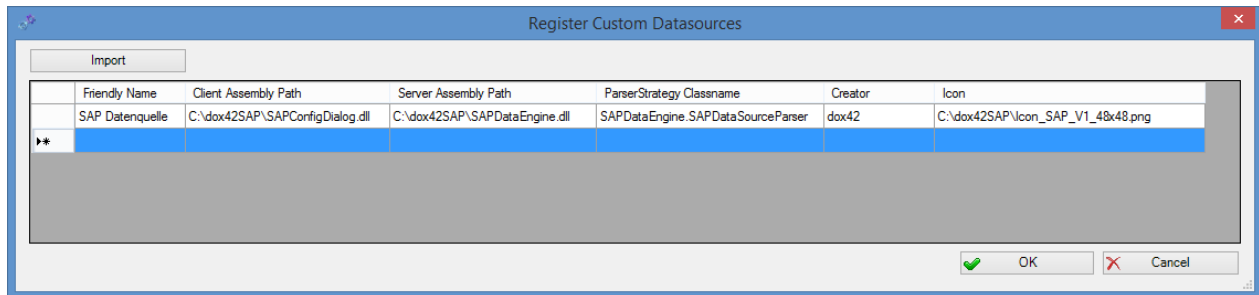 Register Custom Datasources
Import
Friendly Name Client Assembly Path Server Assembly Path ParserStrategy Classname Creator Icon
SAP Datenquelle C:\dox42SAP\SAPConfigDialog.dll C:\dox42SAP\SAPDataEngine.dll SAPDataEngine.SAPDataSourceParser dox42 C:\dox42SAP\Icon_SAP_V1_48x48.png
OK Cancel